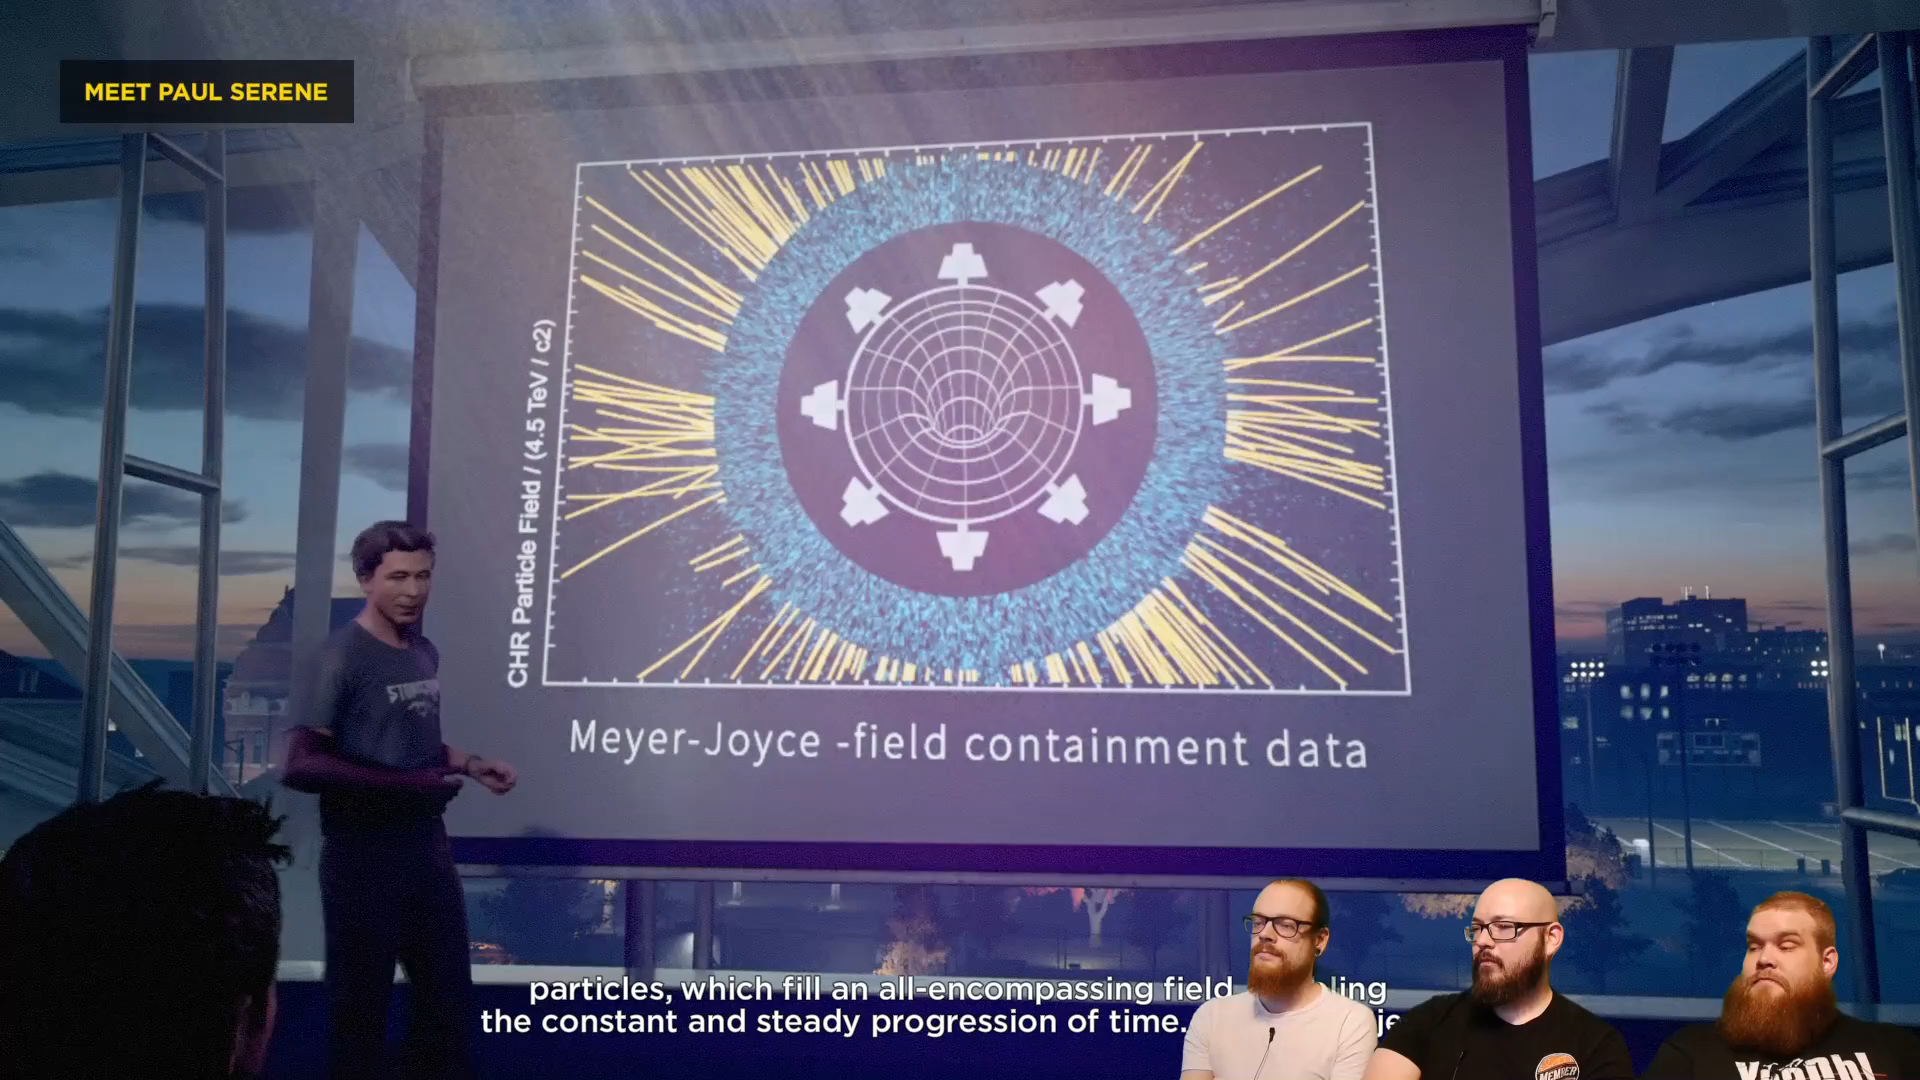 MEET PAUL SERENE
CHR Particle Field / (4.5 TeV / c2)
Meyer-Joyce -field containment data
particles, which fill an all-encompassing field
the constant and steady progression of time.
MEMBER